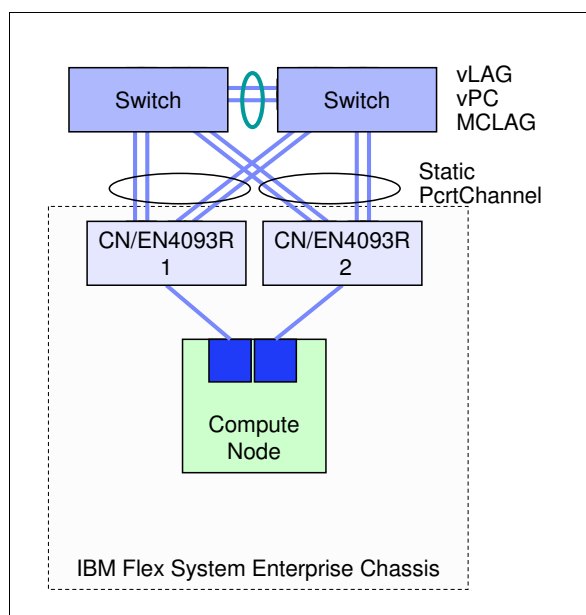 Switch
Switch
vLAG
vPC
MCLAG
Static
PcrtChannel
CN/EN4093R
1
CN/EN4093R
2
Compute
Node
IBM Flex System Enterprise Chassis